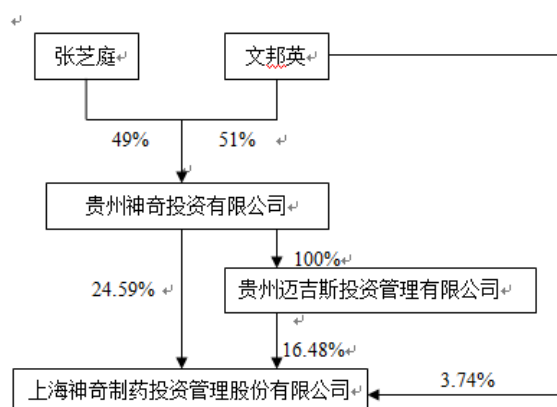 张芝庭
文邦英
49%
51%
贵州神奇投资有限公司
100%
24.59%
贵州迈吉斯投资管理有限公司
16.48%
3.74%
上海神奇制药投资管理股份有限公司